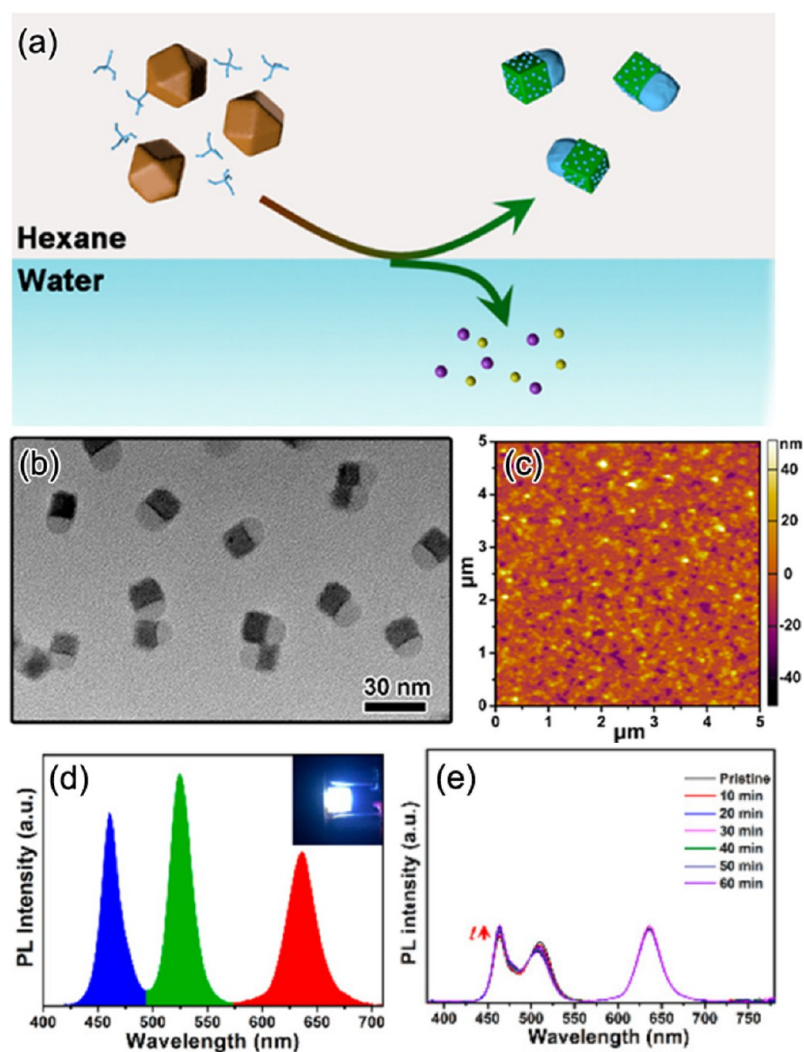 (a)
Hexane
Water
(b)
30 nm
(c)
nm
40
20
0
-20
-40
5
4
3
2
1
0
µm
0 1 2 3 4 5
µm
(d)
PL Intensity (a.u.)
400 450 500 550 600 650 700
Wavelength (nm)
(e)
Pristine
10 min
20 min
30 min
40 min
50 min
60 min
PL intensity (a.u.)
400 450 500 550 600 650 700 750
Wavelength (nm)